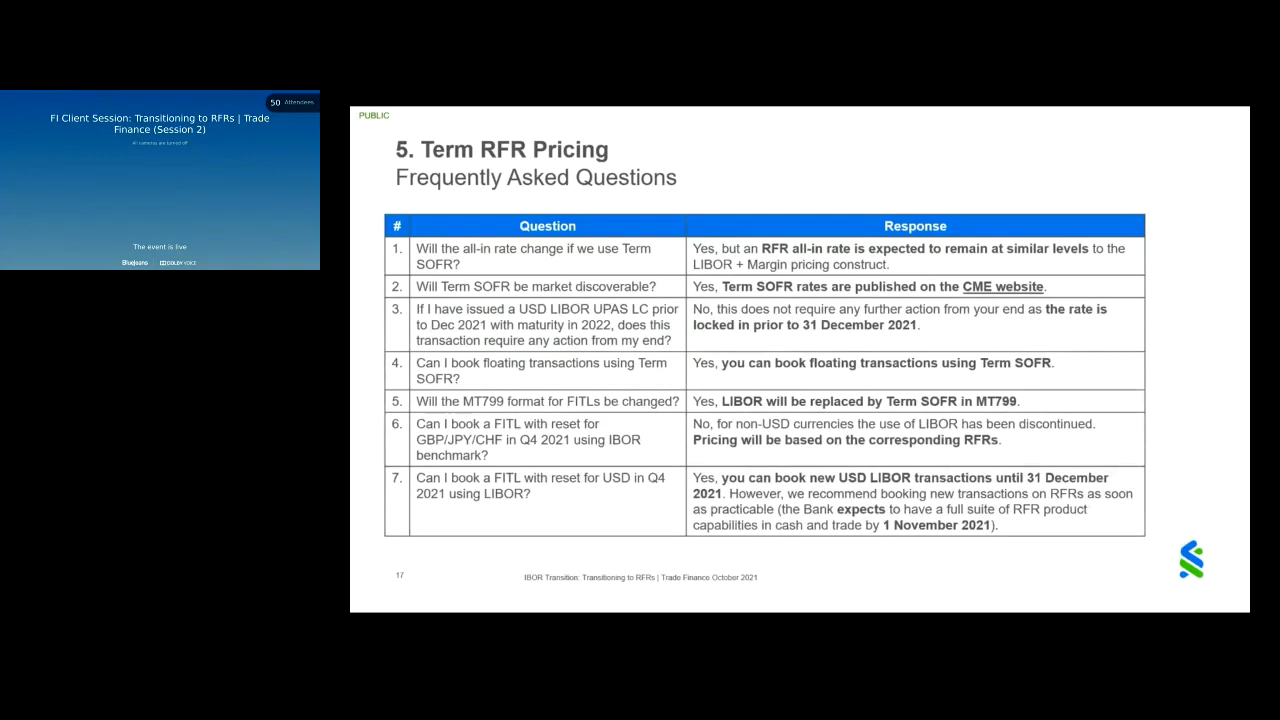 50 Attendees
FI Client Session: Transitioning to RFRs | Trade
Finance (Session 2)
All cameras are turned off
The event is live
BlueJeans DOLBY VOICE
PUBLIC
5. Term RFR Pricing
Frequently Asked Questions
# Question Response
1. Will the all-in rate change if we use Term
SOFR?
Yes, but an RFR all-in rate is expected to remain at similar levels to the
LIBOR + Margin pricing construct.
2. Will Term SOFR be market discoverable?
Yes, Term SOFR rates are published on the CME website.
3. If I have issued a USD LIBOR UPAS LC prior
to Dec 2021 with maturity in 2022, does this
transaction require any action from my end?
No, this does not require any further action from your end as the rate is
locked in prior to 31 December 2021.
4. Can I book floating transactions using Term
SOFR?
Yes, you can book floating transactions using Term SOFR.
5. Will the MT799 format for FITLs be changed?
Yes, LIBOR will be replaced by Term SOFR in MT799.
6. Can I book a FITL with reset for
GBP/JPY/CHF in Q4 2021 using IBOR
benchmark?
No, for non-USD currencies the use of LIBOR has been discontinued.
Pricing will be based on the corresponding RFRs.
7. Can I book a FITL with reset for USD in Q4
2021 using LIBOR?
Yes, you can book new USD LIBOR transactions until 31 December
2021. However, we recommend booking new transactions on RFRs as soon
as practicable (the Bank expects to have a full suite of RFR product
capabilities in cash and trade by 1 November 2021).
17
IBOR Transition: Transitioning to RFRs | Trade Finance October 2021